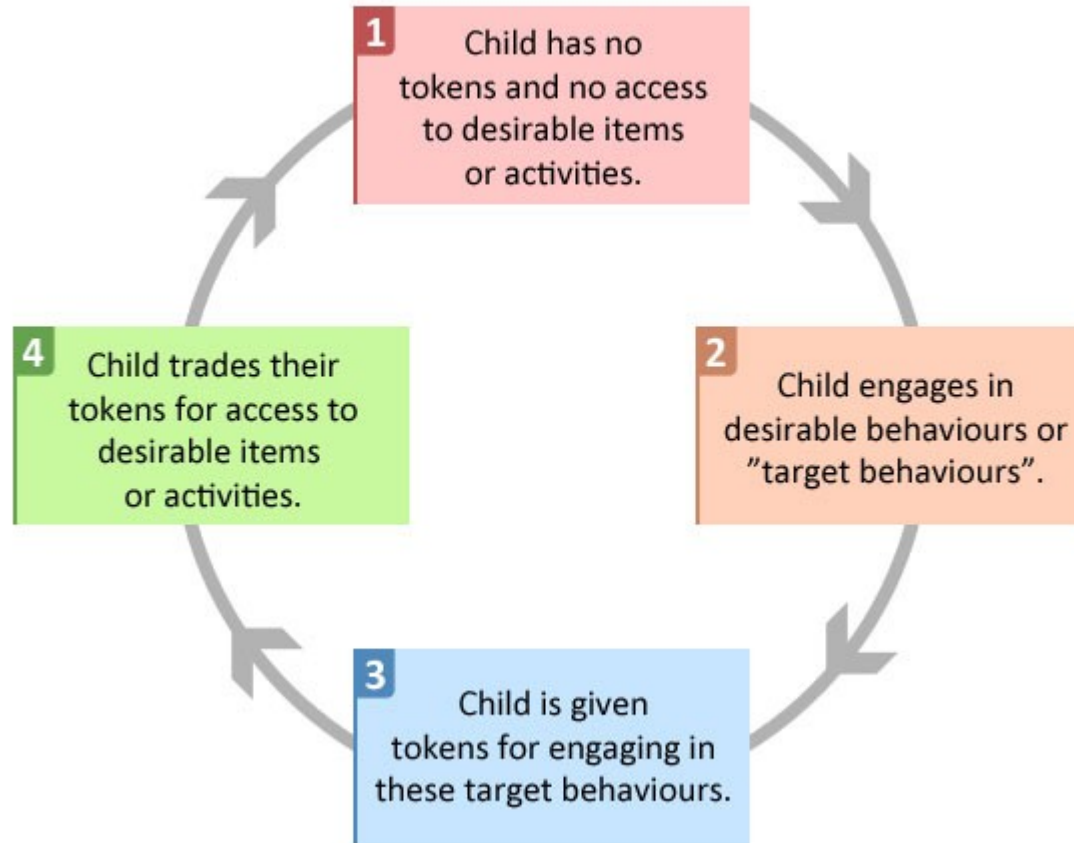 1
Child has no
tokens and no access
to desirable items
or activities.
2
Child engages in
desirable behaviours or
”target behaviours”.
3
Child is given
tokens for engaging in
these target behaviours.
4
Child trades their
tokens for access to
desirable items
or activities.